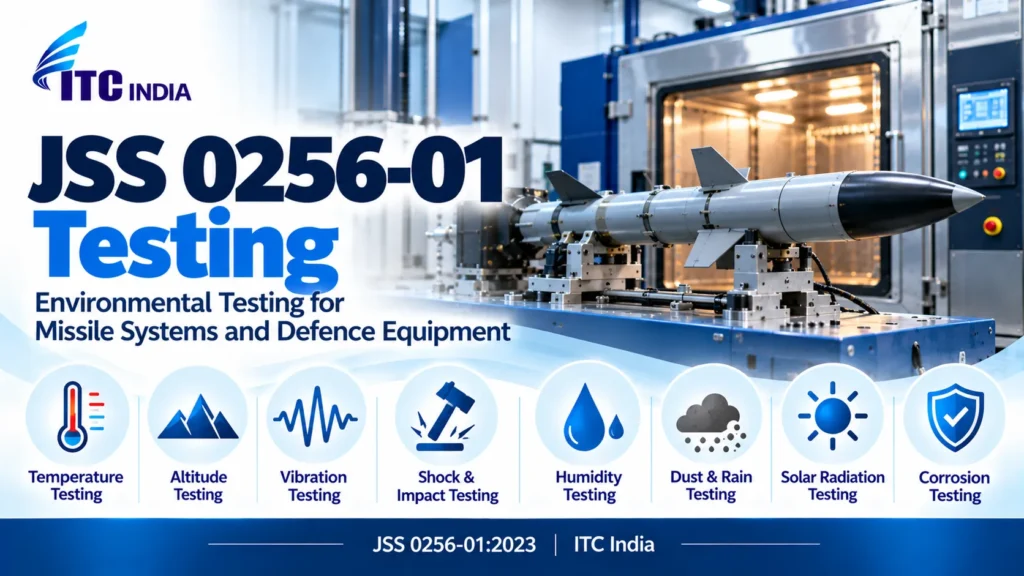 ITC INDIA
JSS 0256-01
Testing
Environmental Testing for
Missile Systems and Defence Equipment
Temperature
Testing
Altitude
Testing
Vibration
Testing
Shock &
Impact Testing
Humidity
Testing
Dust & Rain
Testing
Solar Radiation
Testing
Corrosion
Testing
JSS 0256-01:2023 | ITC India